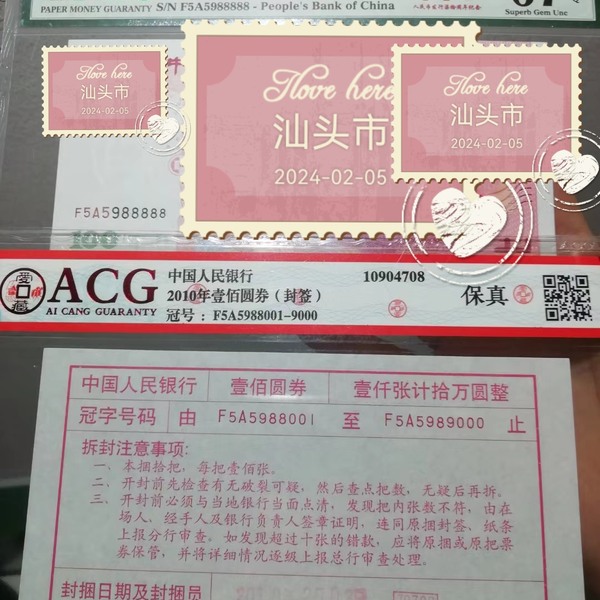 PAPER MONEY GUARANTY S/N F5A5988888 - People's Bank of China
Superb Gem Unc
I love here
汕头市
2024-02-05
I love here
汕头市
2024-02-05
I love here
汕头市
2024-02-05
F5A5988888
ACG
AI CANG GUARANTY
中国人民银行
10904708
2010年壹佰圆券（封签）
保真
冠号：F5A5988001-9000
中国人民银行 壹佰圆券 壹仟张计拾万圆整
冠字号码 由 F5A5988001 至 F5A5989000 止
拆封注意事项:
一、本捆拾把，每把壹佰张。
二、开封前先检查有无破裂可疑，然后查点把数，无疑后再拆。
三、开封前必须与当地银行当面点清，发现把内张数不符，由在
场人、经手人及银行负责人签章证明，连同原捆封签、纸条
上报分行审查。如发现超过十张的错款，应将原捆或原把票
券保管，并将详细情况逐级上报总行审查处理。
封捆日期及封捆员